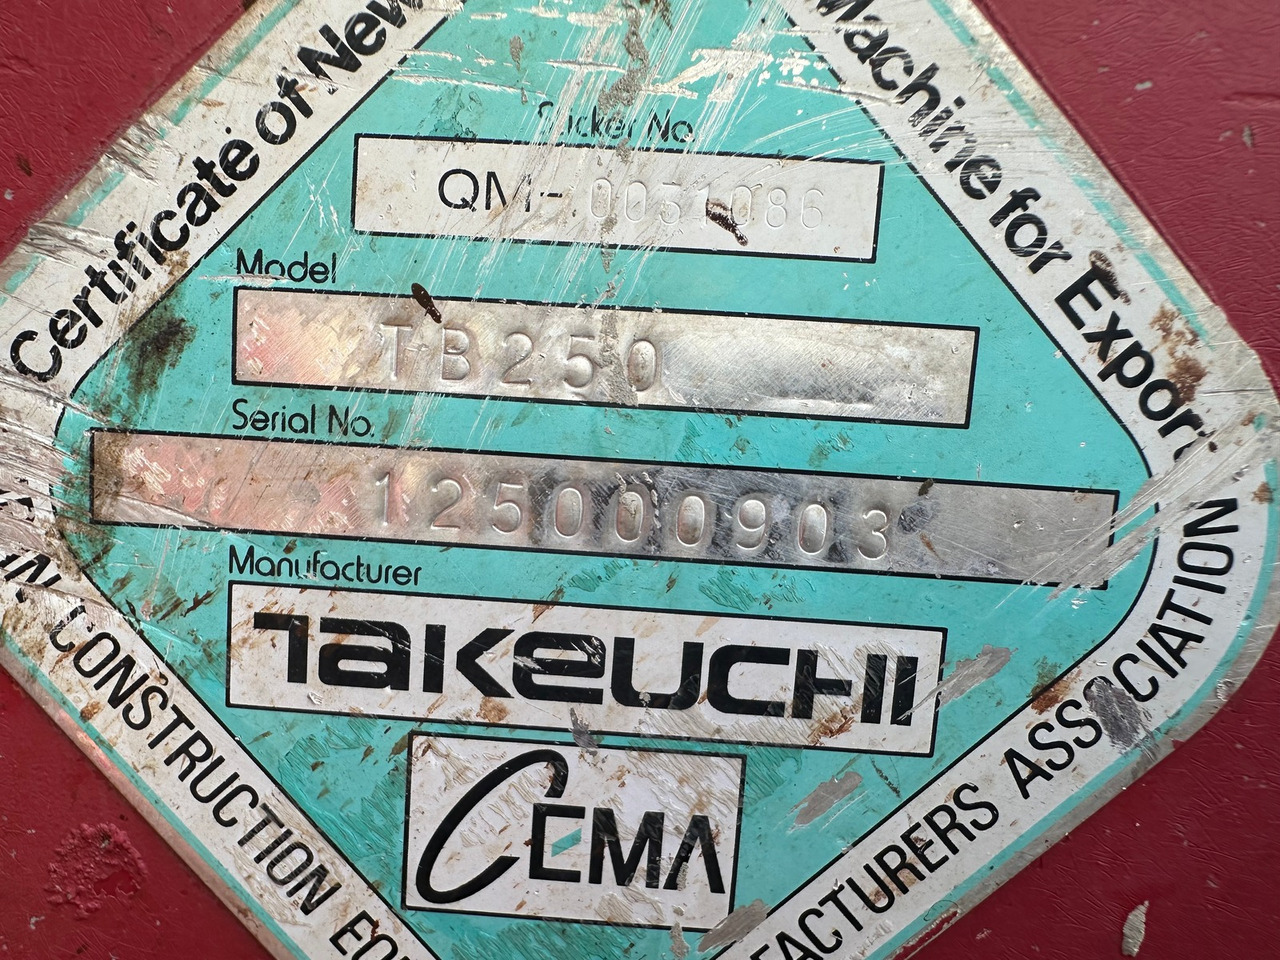 Certificate of New
Machine for Export
Sticker No.
QM-0051086
Model
TB250
Serial No.
125000903
Manufacturer
TAKEUCHI
CEMA
CONSTRUCTION
ASSOCIATION